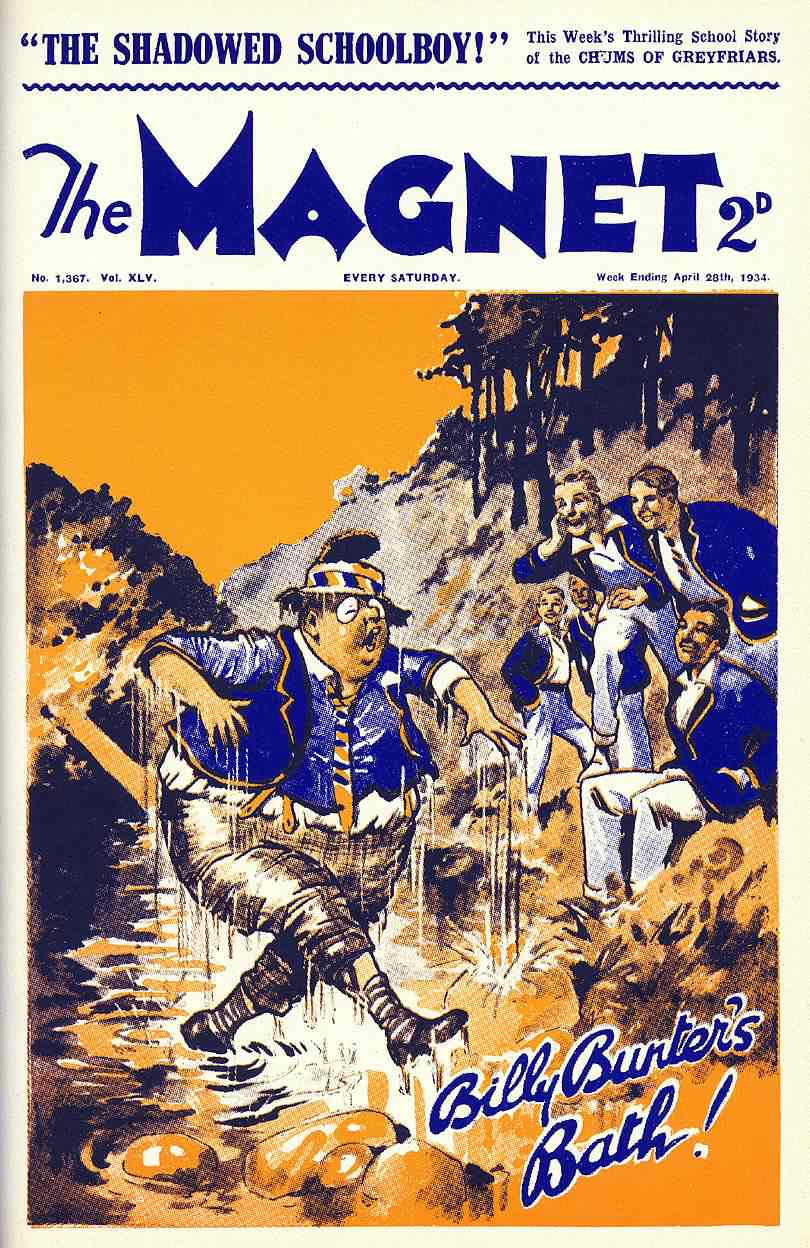 “THE SHADOWED SCHOOLBOY!”
This Week's Thrilling School Story
of the CHUMS OF GREYFRIARS.
The MAGNET 2D
No. 1,367. Vol. XLV.
EVERY SATURDAY.
Week Ending April 28th, 1934.
Billy Bunter's
Bath!